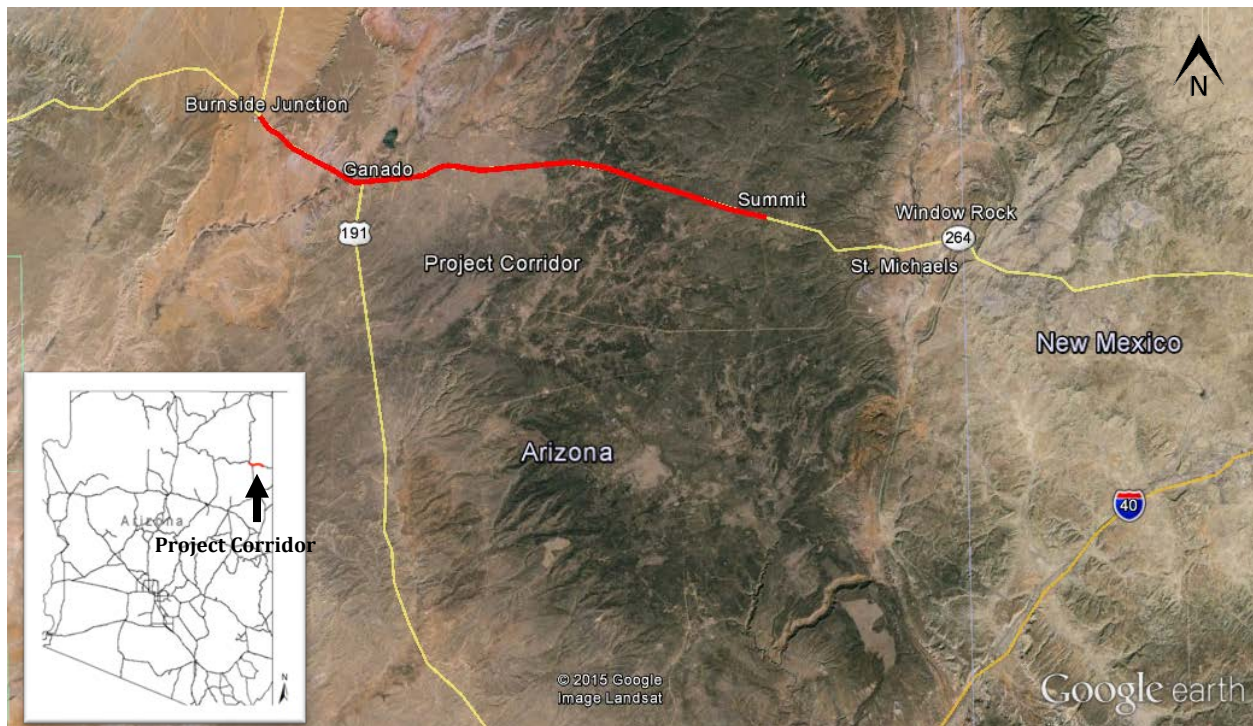 N
Burnside Junction
Ganado
Summit
Window Rock
191
264
St. Michaels
Project Corridor
New Mexico
Arizona
40
Arizona
Project Corridor
N
© 2015 Google
Image Landsat
Google earth